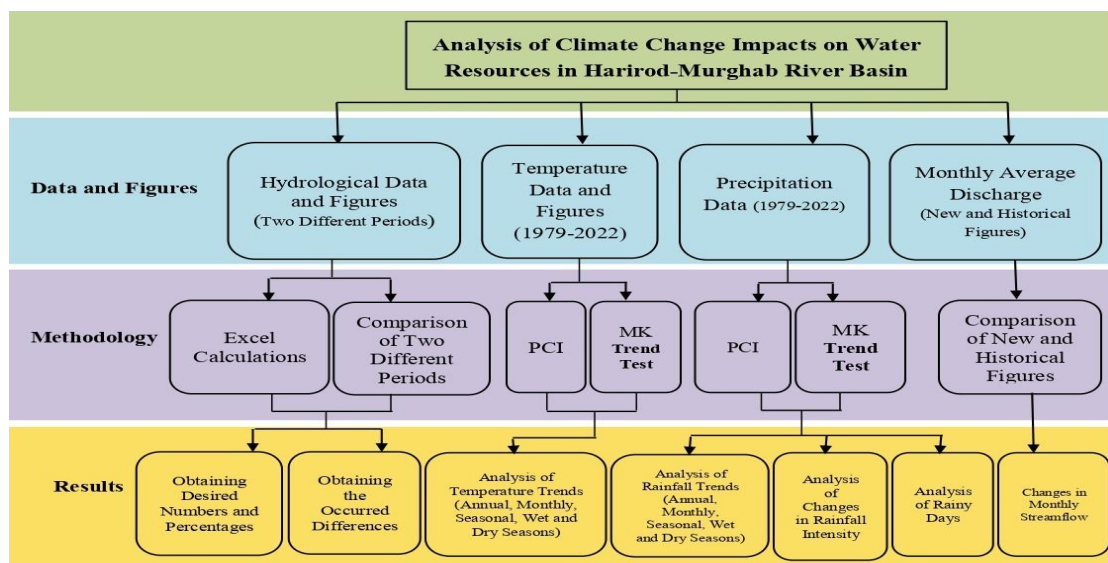 Analysis of Climate Change Impacts on Water
Resources in Harirod-Murghab River Basin
Data and Figures
Hydrological Data
and Figures
(Two Different Periods)
Temperature
Data and
Figures
(1979-2022)
Precipitation
Data (1979-2022)
Monthly Average
Discharge
(New and Historical
Figures)
Methodology
Excel
Calculations
Comparison
of Two
Different
Periods
PCI
MK
Trend
Test
PCI
MK
Trend
Test
Comparison
of New and
Historical
Figures
Results
Obtaining
Desired
Numbers and
Percentages
Obtaining
the
Occurred
Differences
Analysis of
Temperature Trends
(Annual, Monthly,
Seasonal, Wet and
Dry Seasons)
Analysis of
Rainfall Trends
(Annual,
Monthly,
Seasonal, Wet
and Dry Seasons)
Analysis
of
Changes
in Rainfall
Intensity
Analysis
of Rainy
Days
Changes in
Monthly
Streamflow